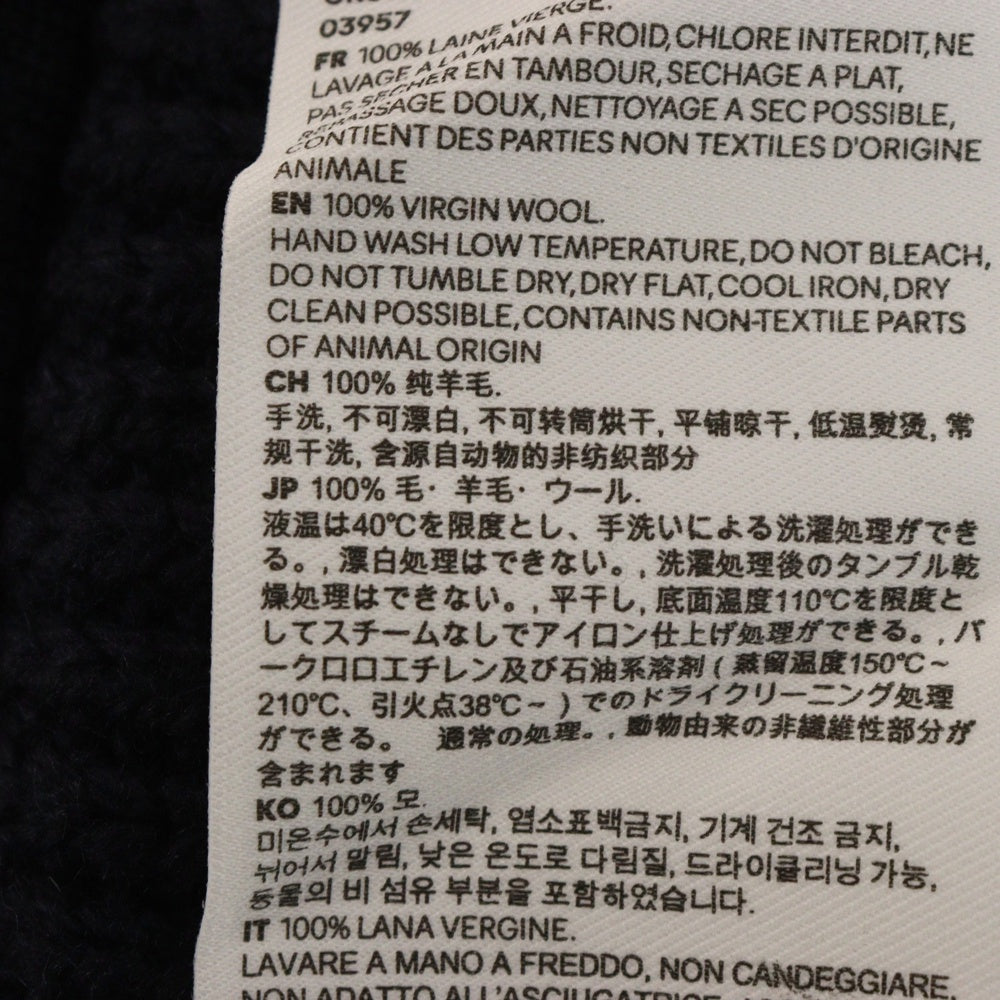 03957
FR 100% LAINE VIERGE.
LAVAGE A LA MAIN A FROID, CHLORE INTERDIT, NE
PAS SECHER EN TAMBOUR, SECHAGE A PLAT,
REPASSAGE DOUX, NETTOYAGE A SEC POSSIBLE,
CONTIENT DES PARTIES NON TEXTILES D'ORIGINE
ANIMALE
EN 100% VIRGIN WOOL.
HAND WASH LOW TEMPERATURE, DO NOT BLEACH,
DO NOT TUMBLE DRY, DRY FLAT, COOL IRON, DRY
CLEAN POSSIBLE, CONTAINS NON-TEXTILE PARTS
OF ANIMAL ORIGIN
CH 100% 纯羊毛.
手洗, 不可漂白, 不可转筒烘干, 平铺晾干, 低温熨烫, 常
规干洗, 含源自动物的非纺织部分
JP 100% 毛・羊毛・ウール.
液温は40℃を限度とし、手洗いによる洗濯処理ができ
る。, 漂白処理はできない。, 洗濯処理後のタンブル乾
燥処理はできない。, 平干し, 底面温度110℃を限度と
してスチームなしでアイロン仕上げ処理ができる。, パ
ークロロエチレン及び石油系溶剤 ( 蒸留温度150℃~
210℃、引火点38℃~ ) でのドライクリーニング処理
ができる。 通常の処理。, 動物由来の非繊維性部分が
含まれます
KO 100% 모.
미온수에서 손세탁, 염소표백금지, 기계 건조 금지,
뉘어서 말림, 낮은 온도로 다림질, 드라이클리닝 가능,
동물의 비 섬유 부분을 포함하였습니다.
IT 100% LANA VERGINE.
LAVARE A MANO A FREDDO, NON CANDEGGIARE,
NON ADATTO ALL'ASCIUGATRICE,